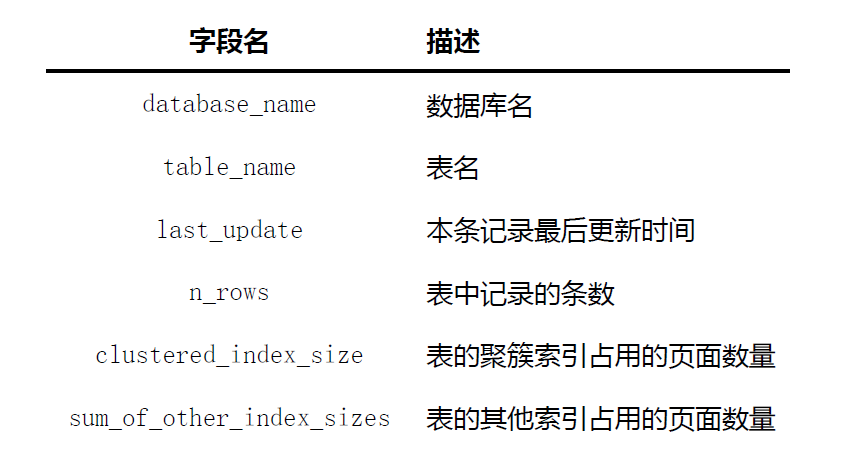 字段名 描述
database_name 数据库名
table_name 表名
last_update 本条记录最后更新时间
n_rows 表中记录的条数
clustered_index_size 表的聚簇索引占用的页面数量
sum_of_other_index_sizes 表的其他索引占用的页面数量